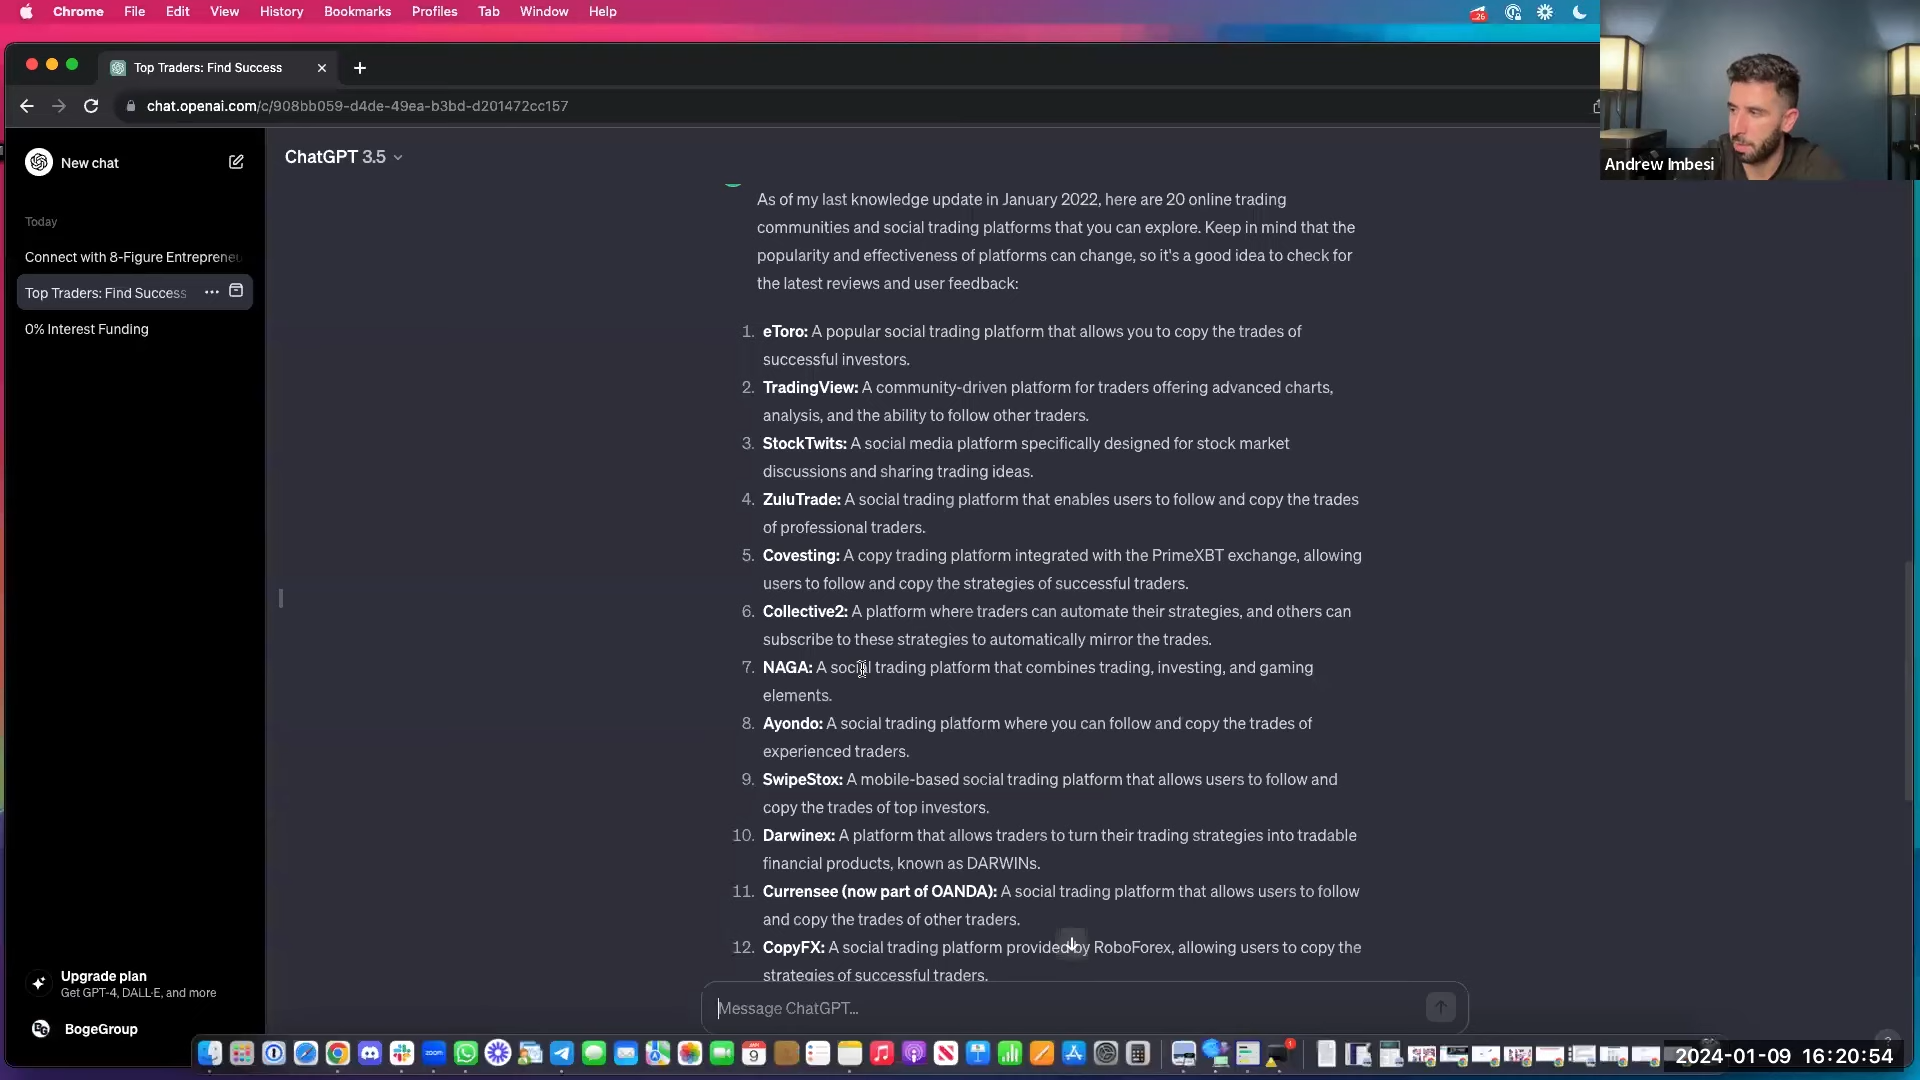 Chrome File Edit View History Bookmarks Profiles Tab Window Help
Top Traders: Find Success
chat.openai.com/c/908bb059-d4de-49ea-b3bd-d201472cc157
Andrew Imbesi
New chat
Today
Connect with 8-Figure Entrepreneu
Top Traders: Find Success
0% Interest Funding
Upgrade plan
Get GPT-4, DALL·E, and more
BogeGroup
ChatGPT 3.5
As of my last knowledge update in January 2022, here are 20 online trading
communities and social trading platforms that you can explore. Keep in mind that the
popularity and effectiveness of platforms can change, so it's a good idea to check for
the latest reviews and user feedback:
1. eToro: A popular social trading platform that allows you to copy the trades of
successful investors.
2. TradingView: A community-driven platform for traders offering advanced charts,
analysis, and the ability to follow other traders.
3. StockTwits: A social media platform specifically designed for stock market
discussions and sharing trading ideas.
4. ZuluTrade: A social trading platform that enables users to follow and copy the trades
of professional traders.
5. Covesting: A copy trading platform integrated with the PrimeXBT exchange, allowing
users to follow and copy the strategies of successful traders.
6. Collective2: A platform where traders can automate their strategies, and others can
subscribe to these strategies to automatically mirror the trades.
7. NAGA: A social trading platform that combines trading, investing, and gaming
elements.
8. Ayondo: A social trading platform where you can follow and copy the trades of
experienced traders.
9. SwipeStox: A mobile-based social trading platform that allows users to follow and
copy the trades of top investors.
10. Darwinex: A platform that allows traders to turn their trading strategies into tradable
financial products, known as DARWINs.
11. Currensee (now part of OANDA): A social trading platform that allows users to follow
and copy the trades of other traders.
12. CopyFX: A social trading platform provided by RoboForex, allowing users to copy the
strategies of successful traders.
Message ChatGPT...
zoom
9
2024-01-09 16:20:54